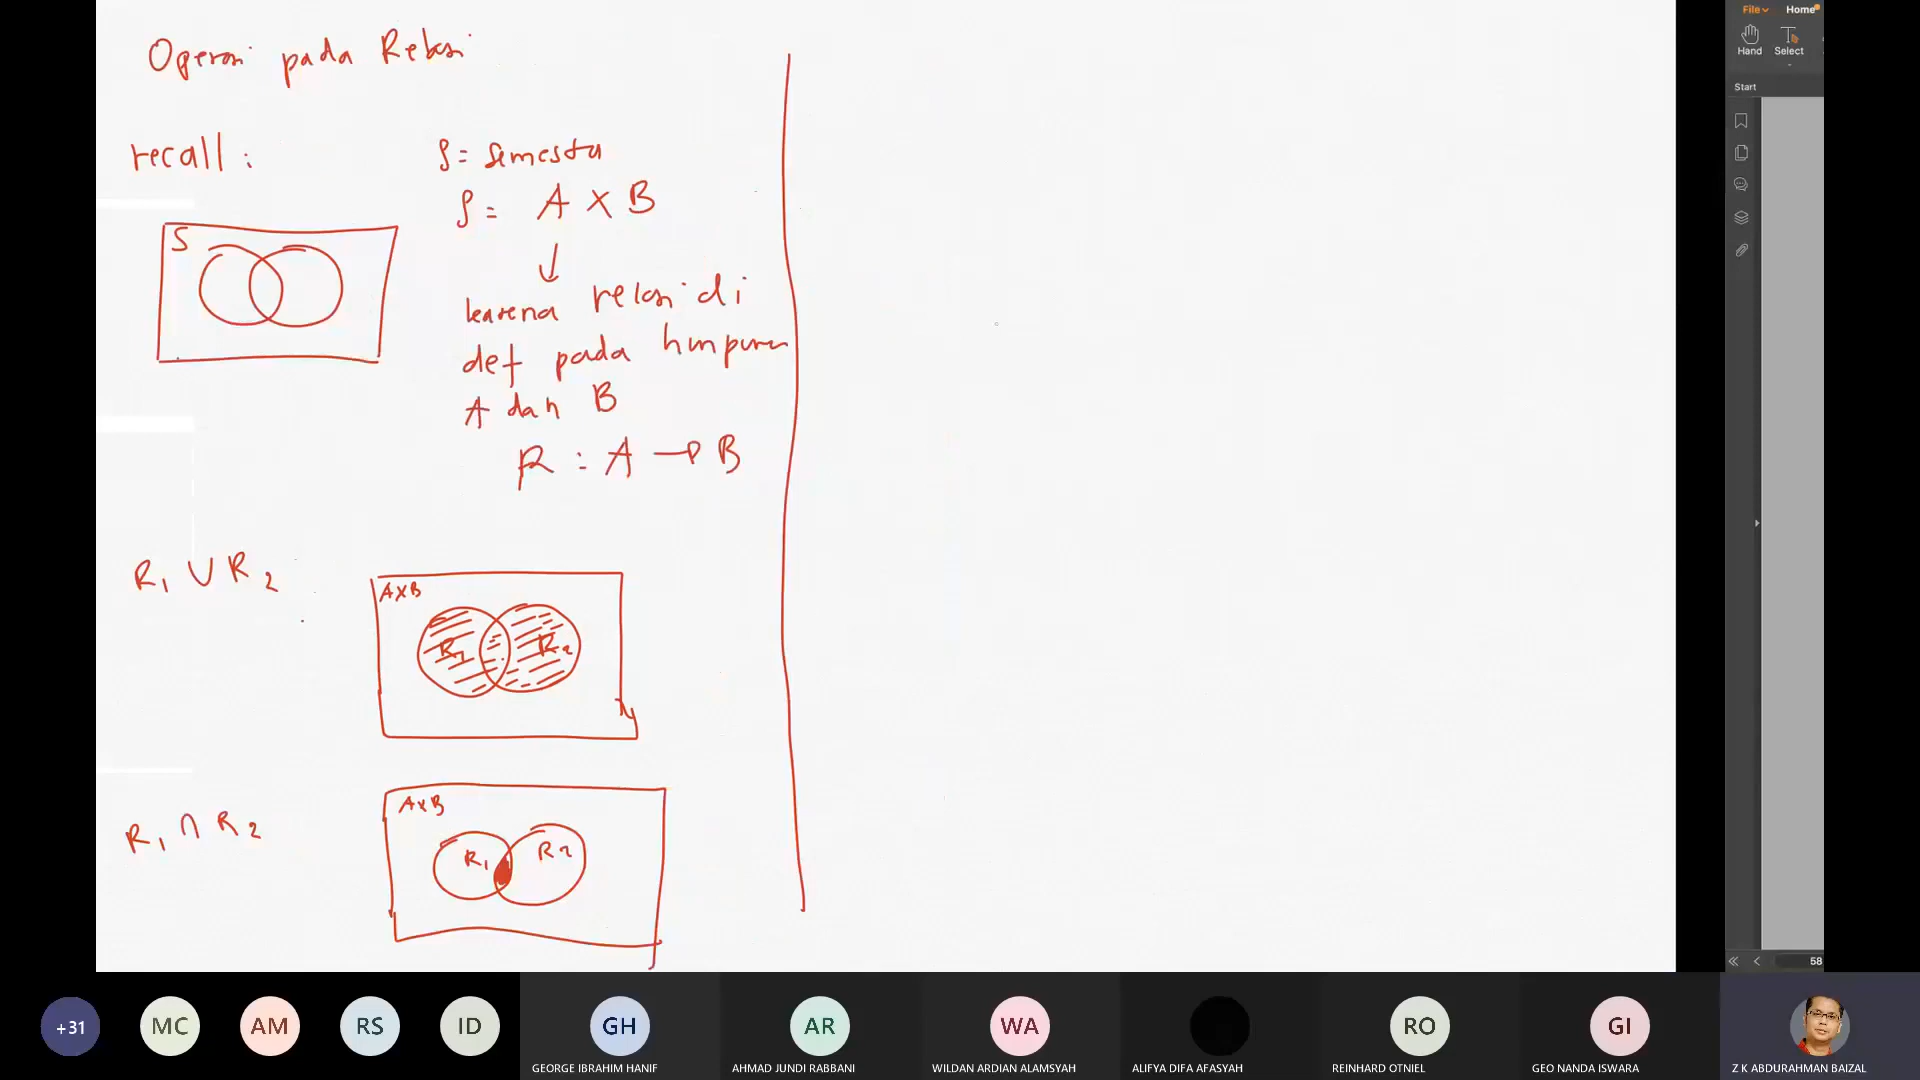 Operasi pada Relasi
recall :
S = semesta
S = A X B
S
karena relasi di
def pada himpunan
A dan B
R : A → B
R1 ∪ R2
AXB
R1
R2
R1 ∩ R2
AXB
R1
R2
File
Home
Hand
Select
Start
58
+31
MC
AM
RS
ID
GH
AR
WA
RO
GI
GEORGE IBRAHIM HANIF
AHMAD JUNDI RABBANI
WILDAN ARDIAN ALAMSYAH
ALIFYA DIFA AFASYAH
REINHARD OTNIEL
GEO NANDA ISWARA
Z K ABDURAHMAN BAIZAL